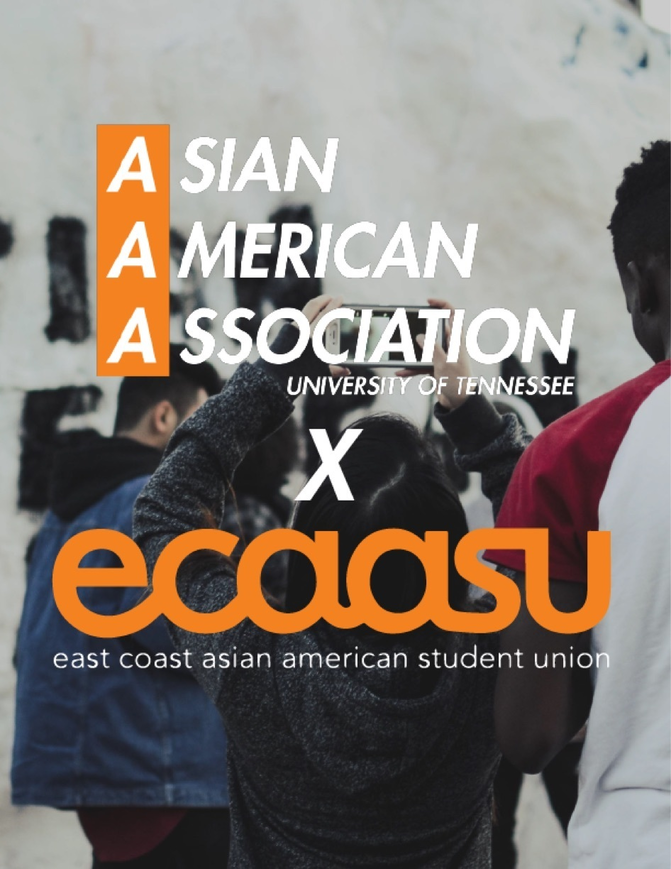 ASIAN
AMERICAN
ASSOCIATION
UNIVERSITY OF TENNESSEE
X
ecaasu
east coast asian american student union